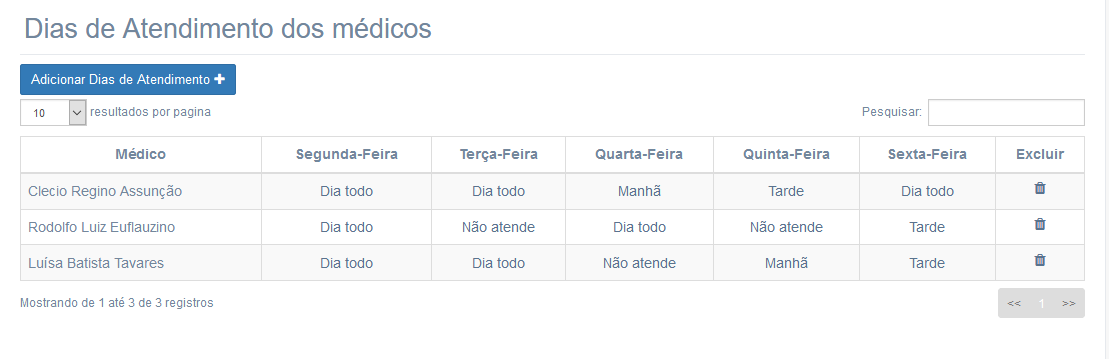 Dias de Atendimento dos médicos
Adicionar Dias de Atendimento +
10 resultados por pagina Pesquisar:
Médico Segunda-Feira Terça-Feira Quarta-Feira Quinta-Feira Sexta-Feira Excluir
Clecio Regino Assunção Dia todo Dia todo Manhã Tarde Dia todo
Rodolfo Luiz Euflauzino Dia todo Não atende Dia todo Não atende Tarde
Luísa Batista Tavares Dia todo Dia todo Não atende Manhã Tarde
Mostrando de 1 até 3 de 3 registros << 1 >>